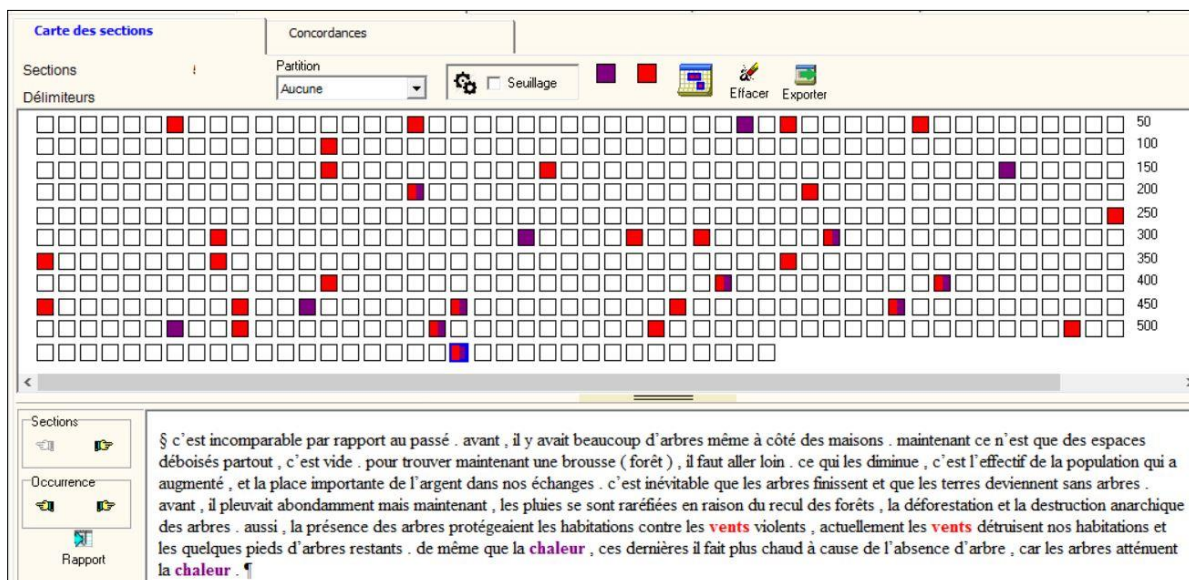 Carte des sections
Concordances
Sections !
Délimiteurs
Partition
Aucune
Seuillage
Effacer
Exporter
50
100
150
200
250
300
350
400
450
500
Sections
Occurrence
Rapport
§ c’est incomparable par rapport au passé . avant , il y avait beaucoup d’arbres même à côté des maisons . maintenant ce n’est que des espaces
déboisés partout , c’est vide . pour trouver maintenant une brousse ( forêt ) , il faut aller loin . ce qui les diminue , c’est l’effectif de la population qui a
augmenté , et la place importante de l’argent dans nos échanges . c’est inévitable que les arbres finissent et que les terres deviennent sans arbres .
avant , il pleuvait abondamment mais maintenant , les pluies se sont raréfiées en raison du recul des forêts , la déforestation et la destruction anarchique
des arbres . aussi , la présence des arbres protégeaient les habitations contre les vents violents , actuellement les vents détruisent nos habitations et
les quelques pieds d’arbres restants . de même que la chaleur , ces dernières il fait plus chaud à cause de l’absence d’arbre , car les arbres atténuent
la chaleur . ¶